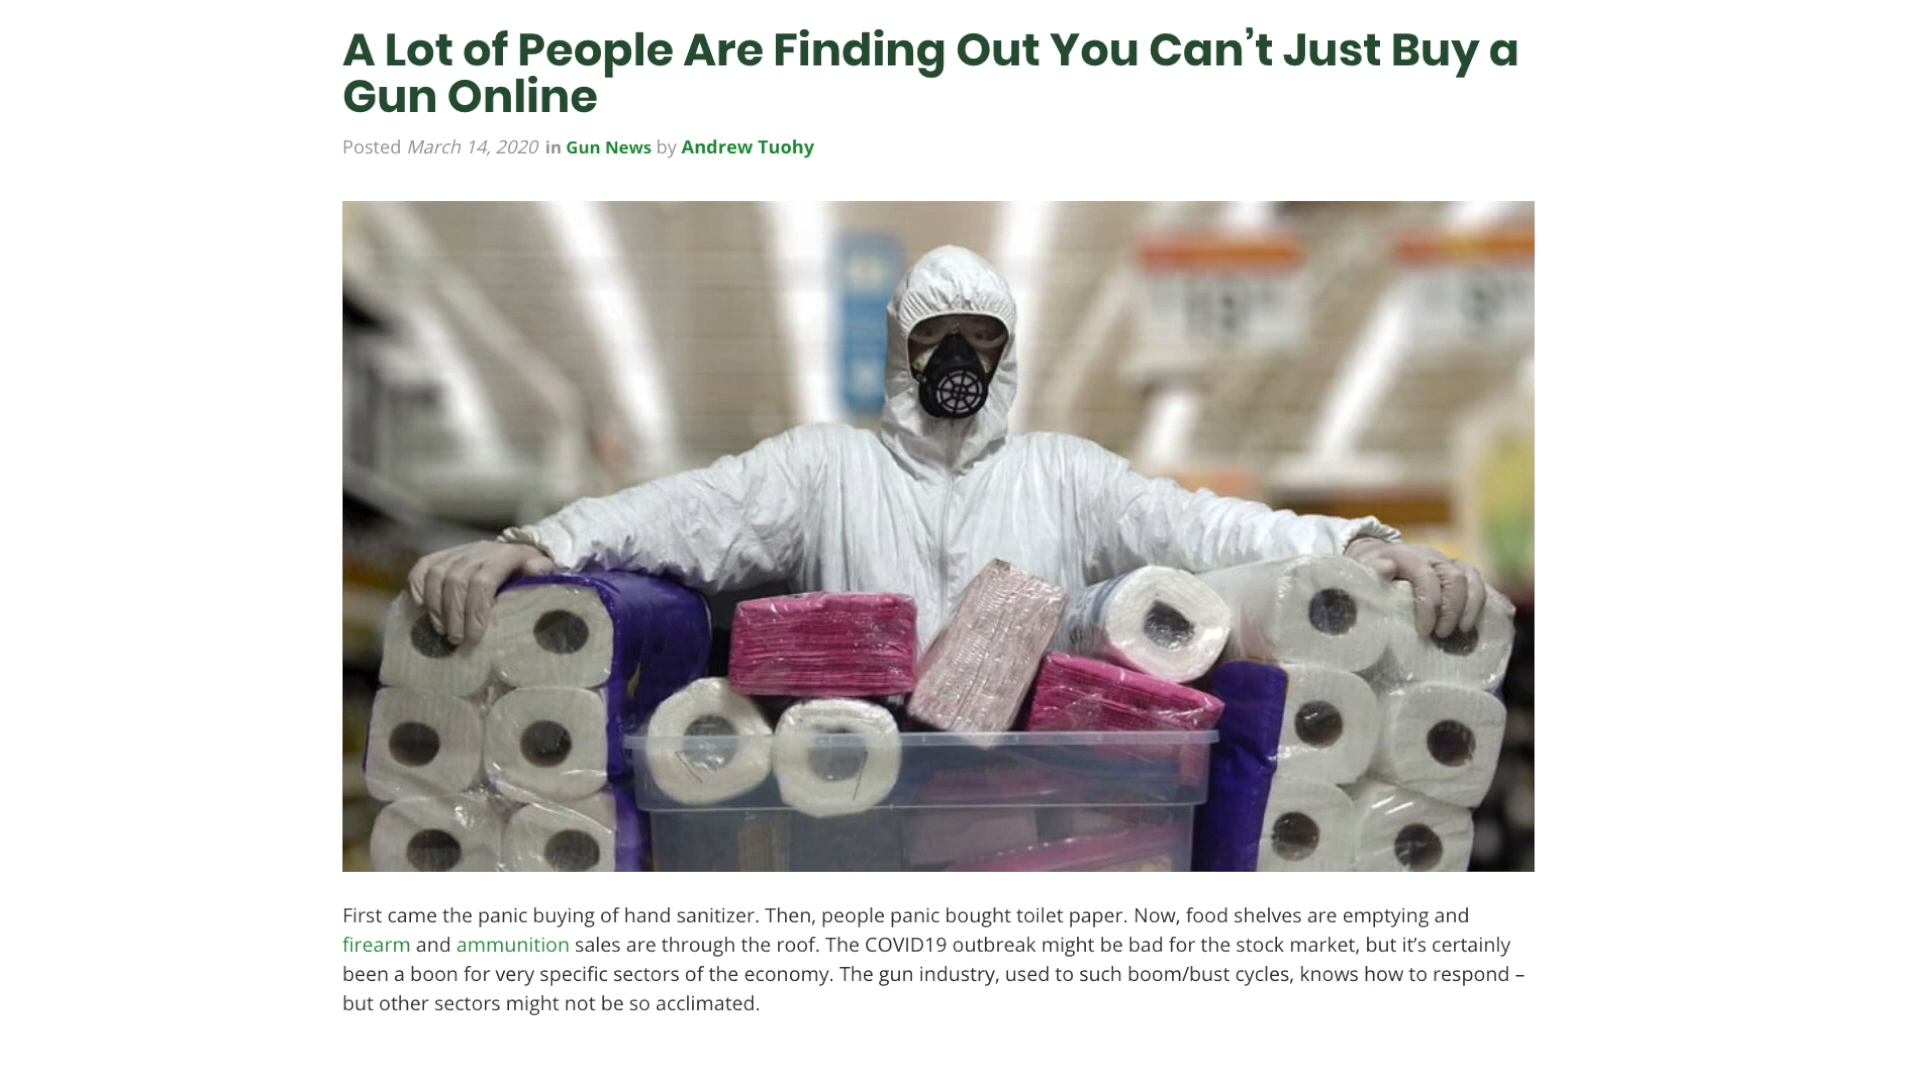 A Lot of People Are Finding Out You Can’t Just Buy a
Gun Online
Posted March 14, 2020 in Gun News by Andrew Tuohy
First came the panic buying of hand sanitizer. Then, people panic bought toilet paper. Now, food shelves are emptying and
firearm and ammunition sales are through the roof. The COVID19 outbreak might be bad for the stock market, but it’s certainly
been a boon for very specific sectors of the economy. The gun industry, used to such boom/bust cycles, knows how to respond –
but other sectors might not be so acclimated.